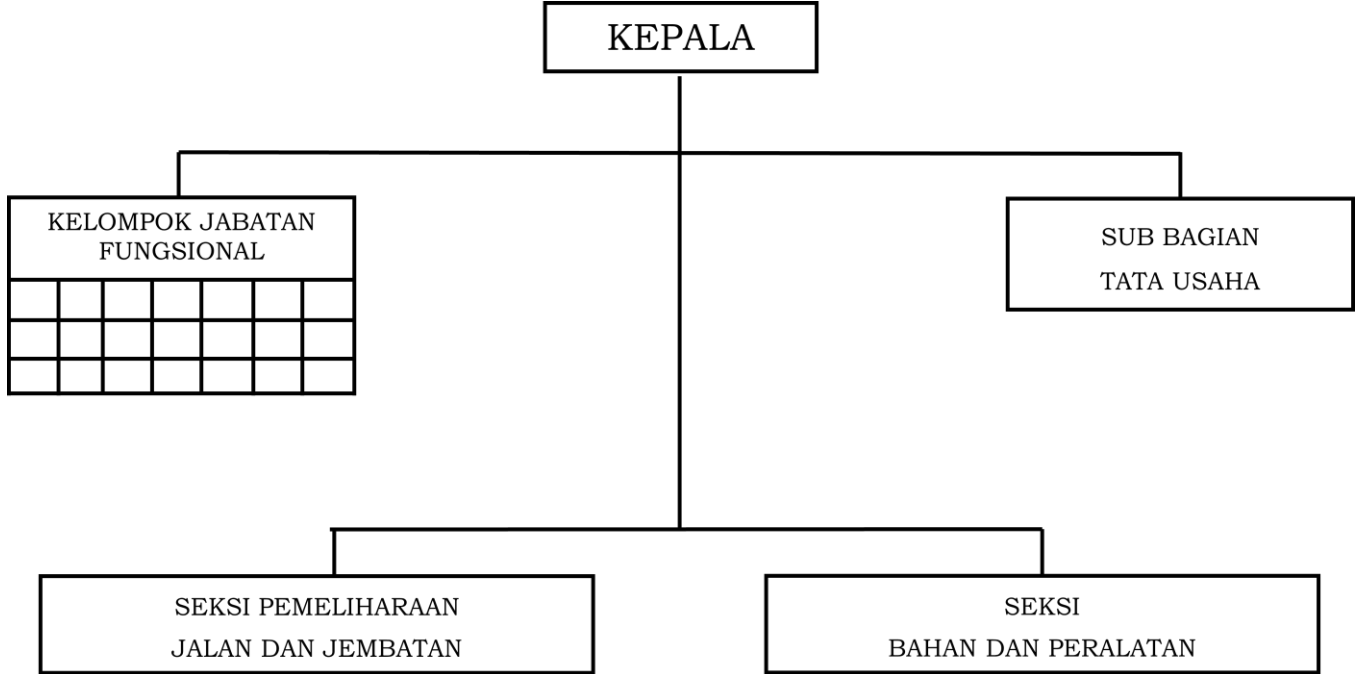 KEPALA
KELOMPOK JABATAN
FUNGSIONAL
SUB BAGIAN
TATA USAHA
SEKSI PEMELIHARAAN
JALAN DAN JEMBATAN
SEKSI
BAHAN DAN PERALATAN